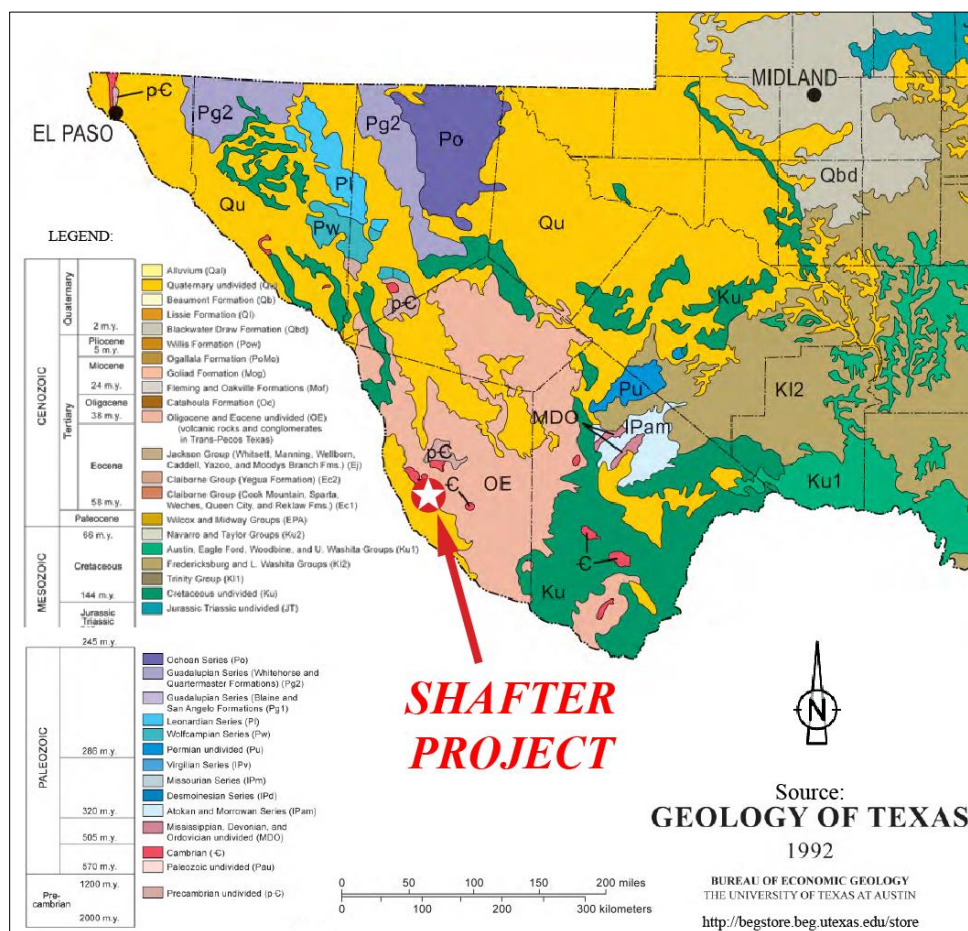 MIDLAND
p-C
EL PASO
Pg2
Pg2
Po
Pl
Qbd
Qu
Pw
Qu
p-C
Ku
Pu
Kl2
MDO
IPam
p-C
OE
-C
Ku1
-C
Ku
LEGEND:
CENOZOIC
Quaternary
2 m.y.
Tertiary
Pliocene
5 m.y.
Miocene
24 m.y.
Oligocene
38 m.y.
Eocene
58 m.y.
Paleocene
66 m.y.
MESOZOIC
Cretaceous
144 m.y.
Jurassic
Triassic
245 m.y.
PALEOZOIC
286 m.y.
320 m.y.
505 m.y.
570 m.y.
Pre-
cambrian
1200 m.y.
2000 m.y.
Alluvium (Qal)
Quaternary undivided (Qu)
Beaumont Formation (Qb)
Lissie Formation (Ql)
Blackwater Draw Formation (Qbd)
Willis Formation (Pow)
Ogallala Formation (PoMo)
Goliad Formation (Mog)
Fleming and Oakville Formations (Mof)
Catahoula Formation (Oc)
Oligocene and Eocene undivided (OE)
(volcanic rocks and conglomerates
in Trans-Pecos Texas)
Jackson Group (Whitsett, Manning, Wellborn,
Caddell, Yazoo, and Moodys Branch Fms.) (Ej)
Claiborne Group (Yegua Formation) (Ec2)
Claiborne Group (Cook Mountain, Sparta,
Weches, Queen City, and Reklaw Fms.) (Ec1)
Wilcox and Midway Groups (EPA)
Navarro and Taylor Groups (Ku2)
Austin, Eagle Ford, Woodbine, and U. Washita Groups (Ku1)
Fredericksburg and L. Washita Groups (Kl2)
Trinity Group (Kl1)
Cretaceous undivided (Ku)
Jurassic Triassic undivided (JT)
Ochoan Series (Po)
Guadalupian Series (Whitehorse and
Quartermaster Formations) (Pg2)
Guadalupian Series (Blaine and
San Angelo Formations) (Pg1)
Leonardian Series (Pl)
Wolfcampian Series (Pw)
Permian undivided (Pu)
Virgilian Series (IPv)
Missourian Series (IPm)
Desmoinesian Series (IPd)
Atokan and Morrowan Series (IPam)
Mississippian, Devonian, and
Ordovician undivided (MDO)
Cambrian (-C)
Paleozoic undivided (Pau)
Precambrian undivided (p-C)
SHAFTER
PROJECT
N
0 50 100 150 200 miles
0 100 200 300 kilometers
Source:
GEOLOGY OF TEXAS
1992
BUREAU OF ECONOMIC GEOLOGY
THE UNIVERSITY OF TEXAS AT AUSTIN
http://begstore.beg.utexas.edu/store